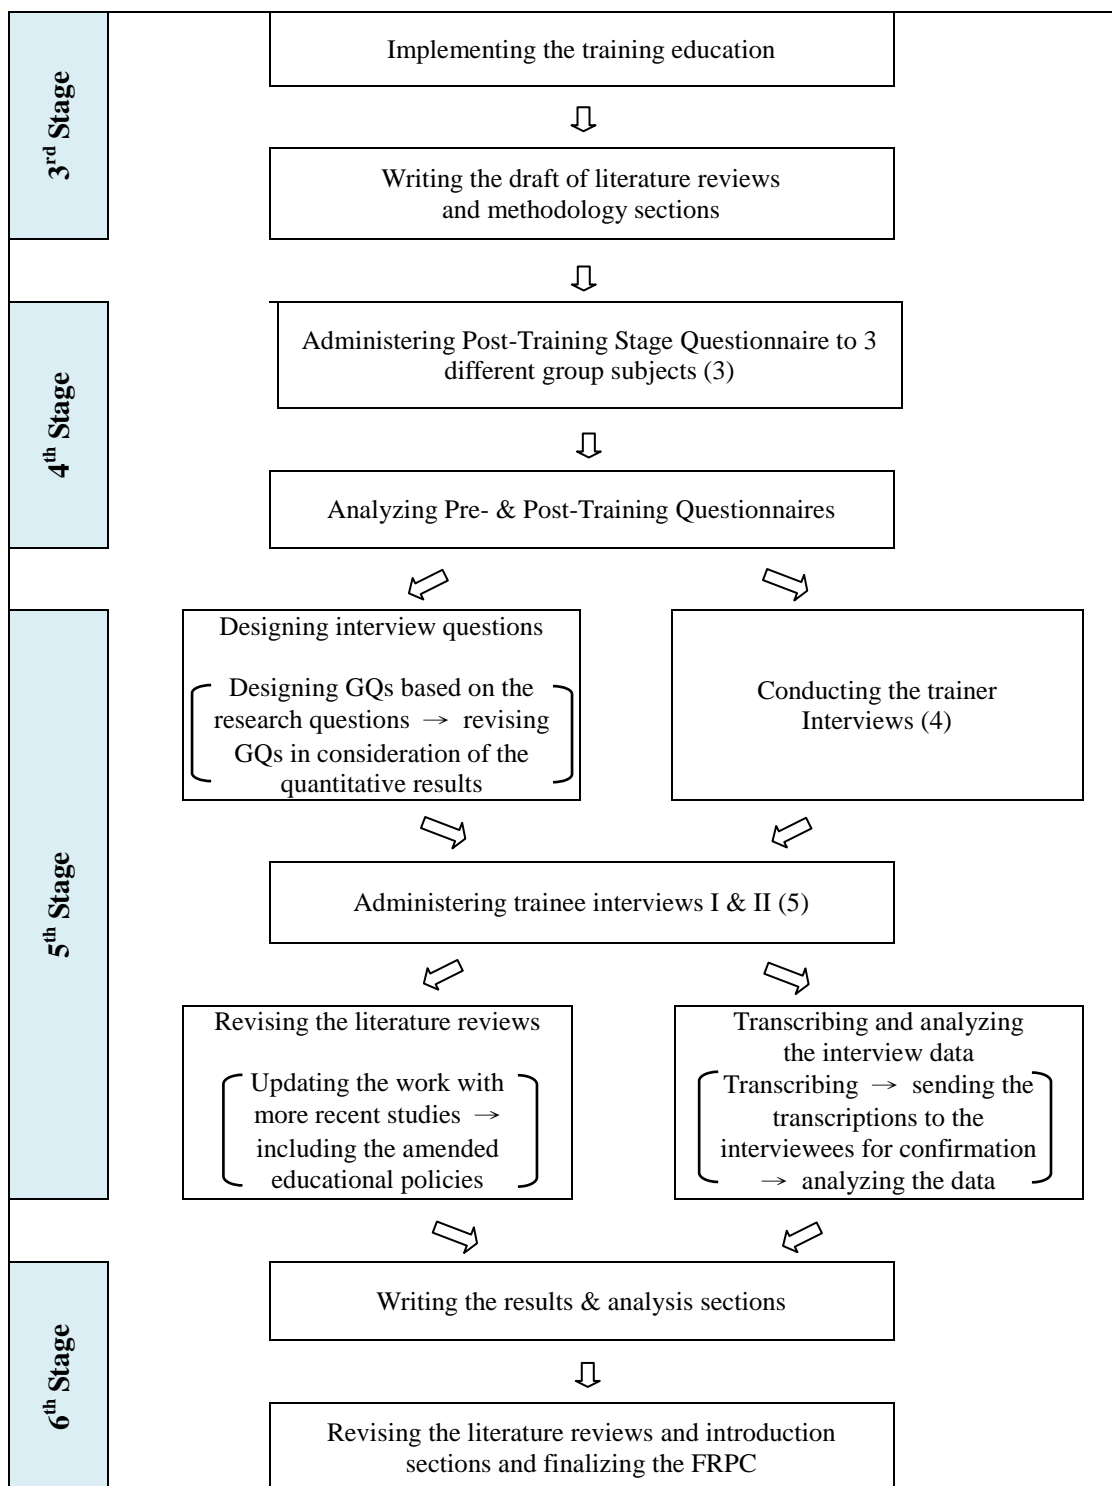 3rd Stage
Implementing the training education
Writing the draft of literature reviews
and methodology sections
4th Stage
Administering Post-Training Stage Questionnaire to 3
different group subjects (3)
Analyzing Pre- & Post-Training Questionnaires
5th Stage
Designing interview questions
Designing GQs based on the
research questions → revising
GQs in consideration of the
quantitative results
Conducting the trainer
Interviews (4)
Administering trainee interviews I & II (5)
Revising the literature reviews
Updating the work with
more recent studies →
including the amended
educational policies
Transcribing and analyzing
the interview data
Transcribing → sending the
transcriptions to the
interviewees for confirmation
→ analyzing the data
6th Stage
Writing the results & analysis sections
Revising the literature reviews and introduction
sections and finalizing the FRPC